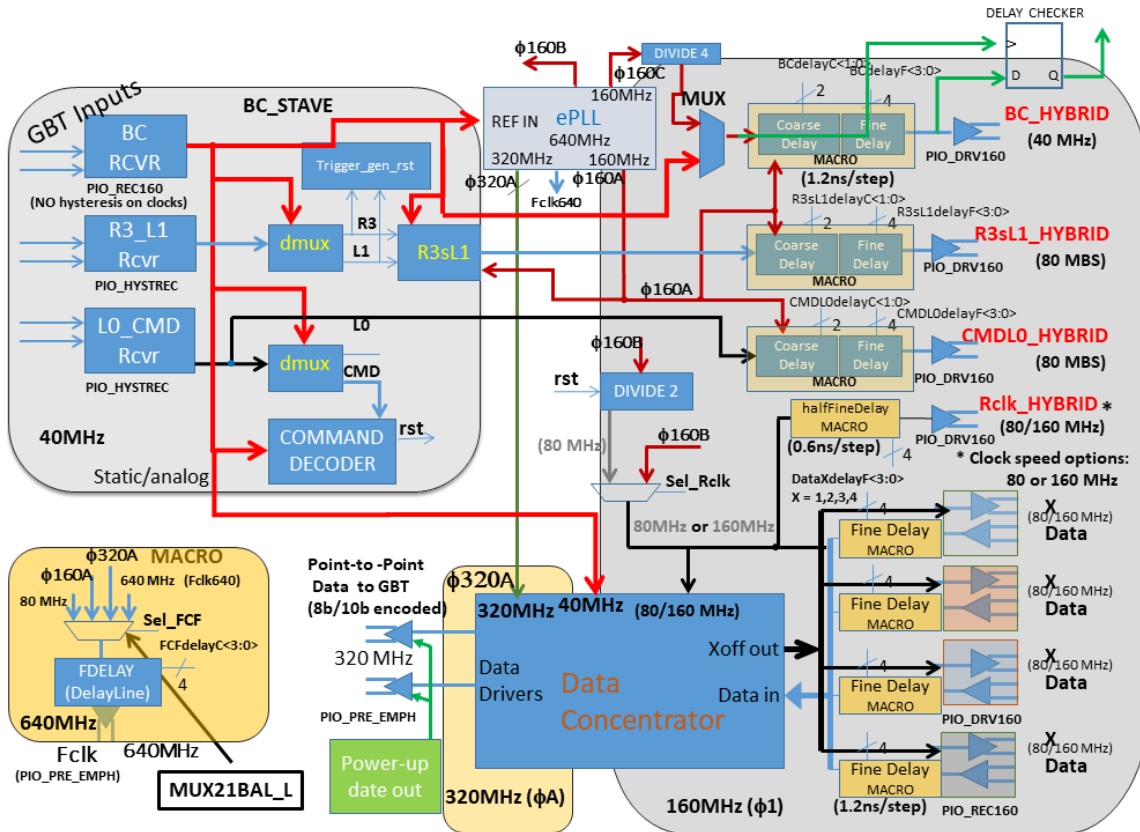 GBT Inputs
BC_STAVE
BC
RCVR
PIO_REC160
(NO hysteresis on clocks)
R3_L1
Rcvr
PIO_HYSTREC
L0_CMD
Rcvr
PIO_HYSTREC
40MHz
Static/analog
Trigger_gen_rst
R3
dmux
L1
R3sL1
L0
dmux
CMD
COMMAND
DECODER
rst
ϕ160B
DIVIDE 4
ϕ160C
160MHz
REF IN
ePLL
640MHz
320MHz
160MHz
ϕ320A
ϕ160A
Fclk640
MUX
DELAY CHECKER
>
D
Q
BCdelayC<1:0>
BCdelayF<3:0>
2
4
Coarse
Delay
Fine
Delay
MACRO
(1.2ns/step)
PIO_DRV160
BC_HYBRID
(40 MHz)
R3sL1delayC<1:0>
R3sL1delayF<3:0>
2
4
Coarse
Delay
Fine
Delay
MACRO
PIO_DRV160
R3sL1_HYBRID
(80 MBS)
ϕ160A
CMDL0delayC<1:0>
CMDL0delayF<3:0>
2
4
Coarse
Delay
Fine
Delay
MACRO
PIO_DRV160
CMDL0_HYBRID
(80 MBS)
ϕ160B
rst
DIVIDE 2
(80 MHz)
ϕ160B
Sel_Rclk
80MHz or 160MHz
halfFineDelay
MACRO
(0.6ns/step)
4
PIO_DRV160
Rclk_HYBRID *
(80/160 MHz)
* Clock speed options:
80 or 160 MHz
DataXdelayF<3:0>
X = 1,2,3,4
4
Fine Delay
MACRO
X
(80/160 MHz)
Data
4
Fine Delay
MACRO
X
(80/160 MHz)
Data
4
Fine Delay
MACRO
X
(80/160 MHz)
Data
PIO_DRV160
4
Fine Delay
MACRO
(1.2ns/step)
X
(80/160 MHz)
Data
PIO_REC160
MACRO
ϕ320A
ϕ160A
640 MHz (Fclk640)
80 MHz
Sel_FCF
FCFdelayC<3:0>
FDELAY
(DelayLine)
4
640MHz
Fclk
640MHz
(PIO_PRE_EMPH)
MUX21BAL_L
Point-to -Point
Data to GBT
(8b/10b encoded)
320 MHz
PIO_PRE_EMPH
Power-up
date out
ϕ320A
320MHz
40MHz
(80/160 MHz)
Xoff out
Data
Drivers
Data
Concentrator
Data in
320MHz (ϕA)
160MHz (ϕ1)